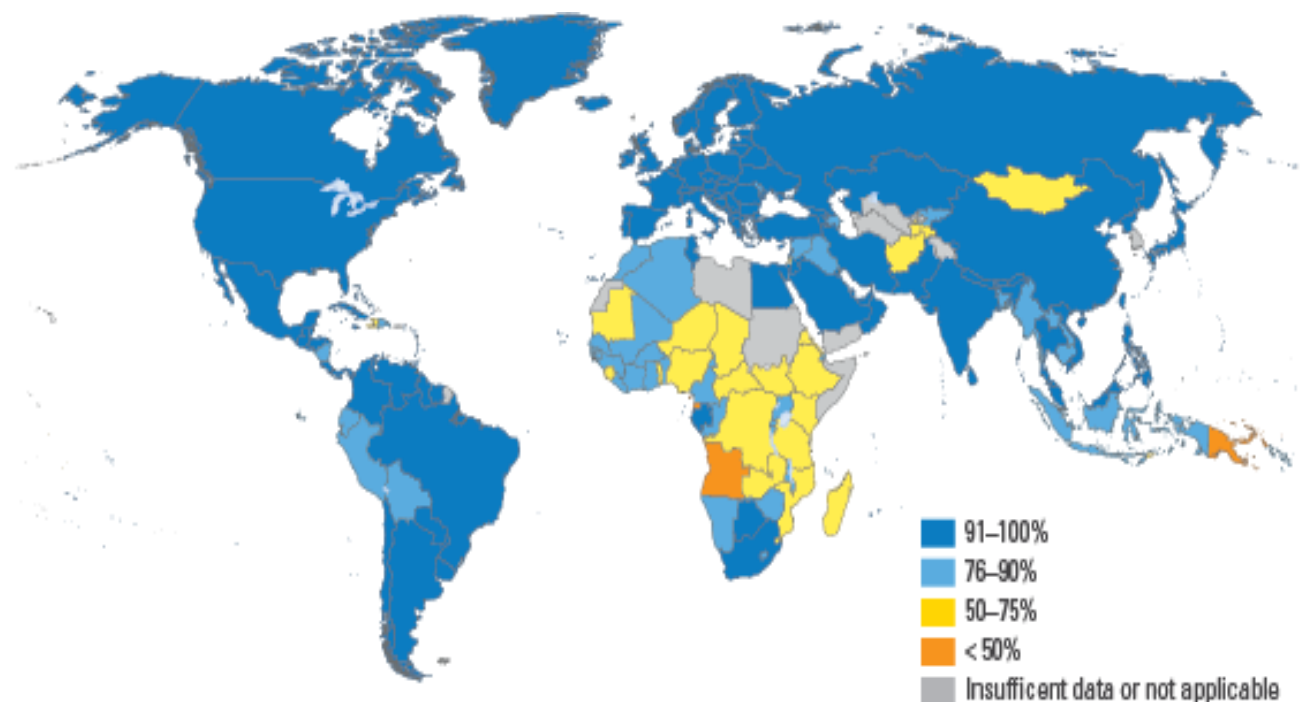 91–100%
76–90%
50–75%
< 50%
Insufficent data or not applicable